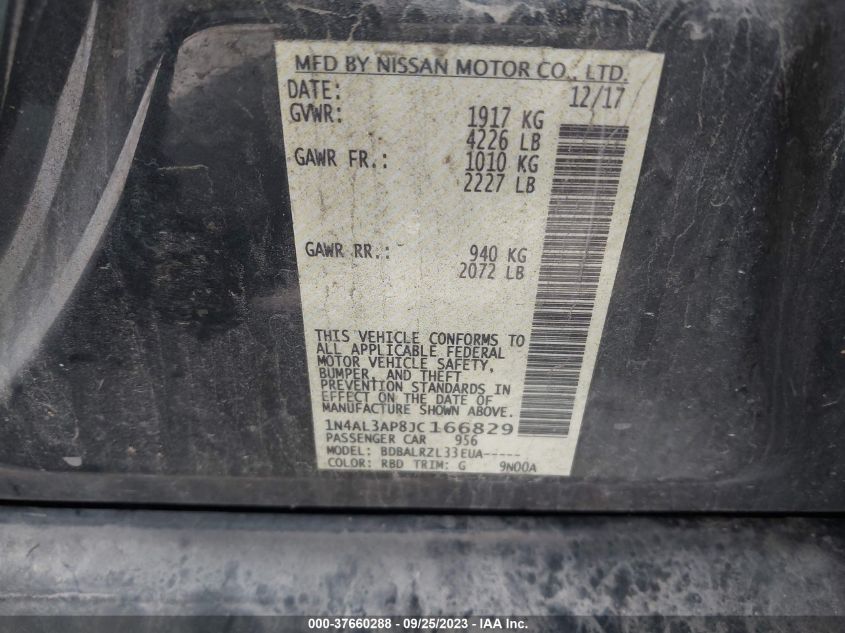 MFD BY NISSAN MOTOR CO., LTD.
DATE: 12/17
GVWR: 1917 KG
4226 LB
GAWR FR.: 1010 KG
2227 LB
GAWR RR.: 940 KG
2072 LB
THIS VEHICLE CONFORMS TO
ALL APPLICABLE FEDERAL
MOTOR VEHICLE SAFETY,
BUMPER, AND THEFT
PREVENTION STANDARDS IN
EFFECT ON THE DATE OF
MANUFACTURE SHOWN ABOVE.
1N4AL3AP8JC166829
PASSENGER CAR 956
MODEL: BDBALRZL33EUA-----
COLOR: RBD TRIM: G 9N00A
000-37660288 - 09/25/2023 - IAA Inc.